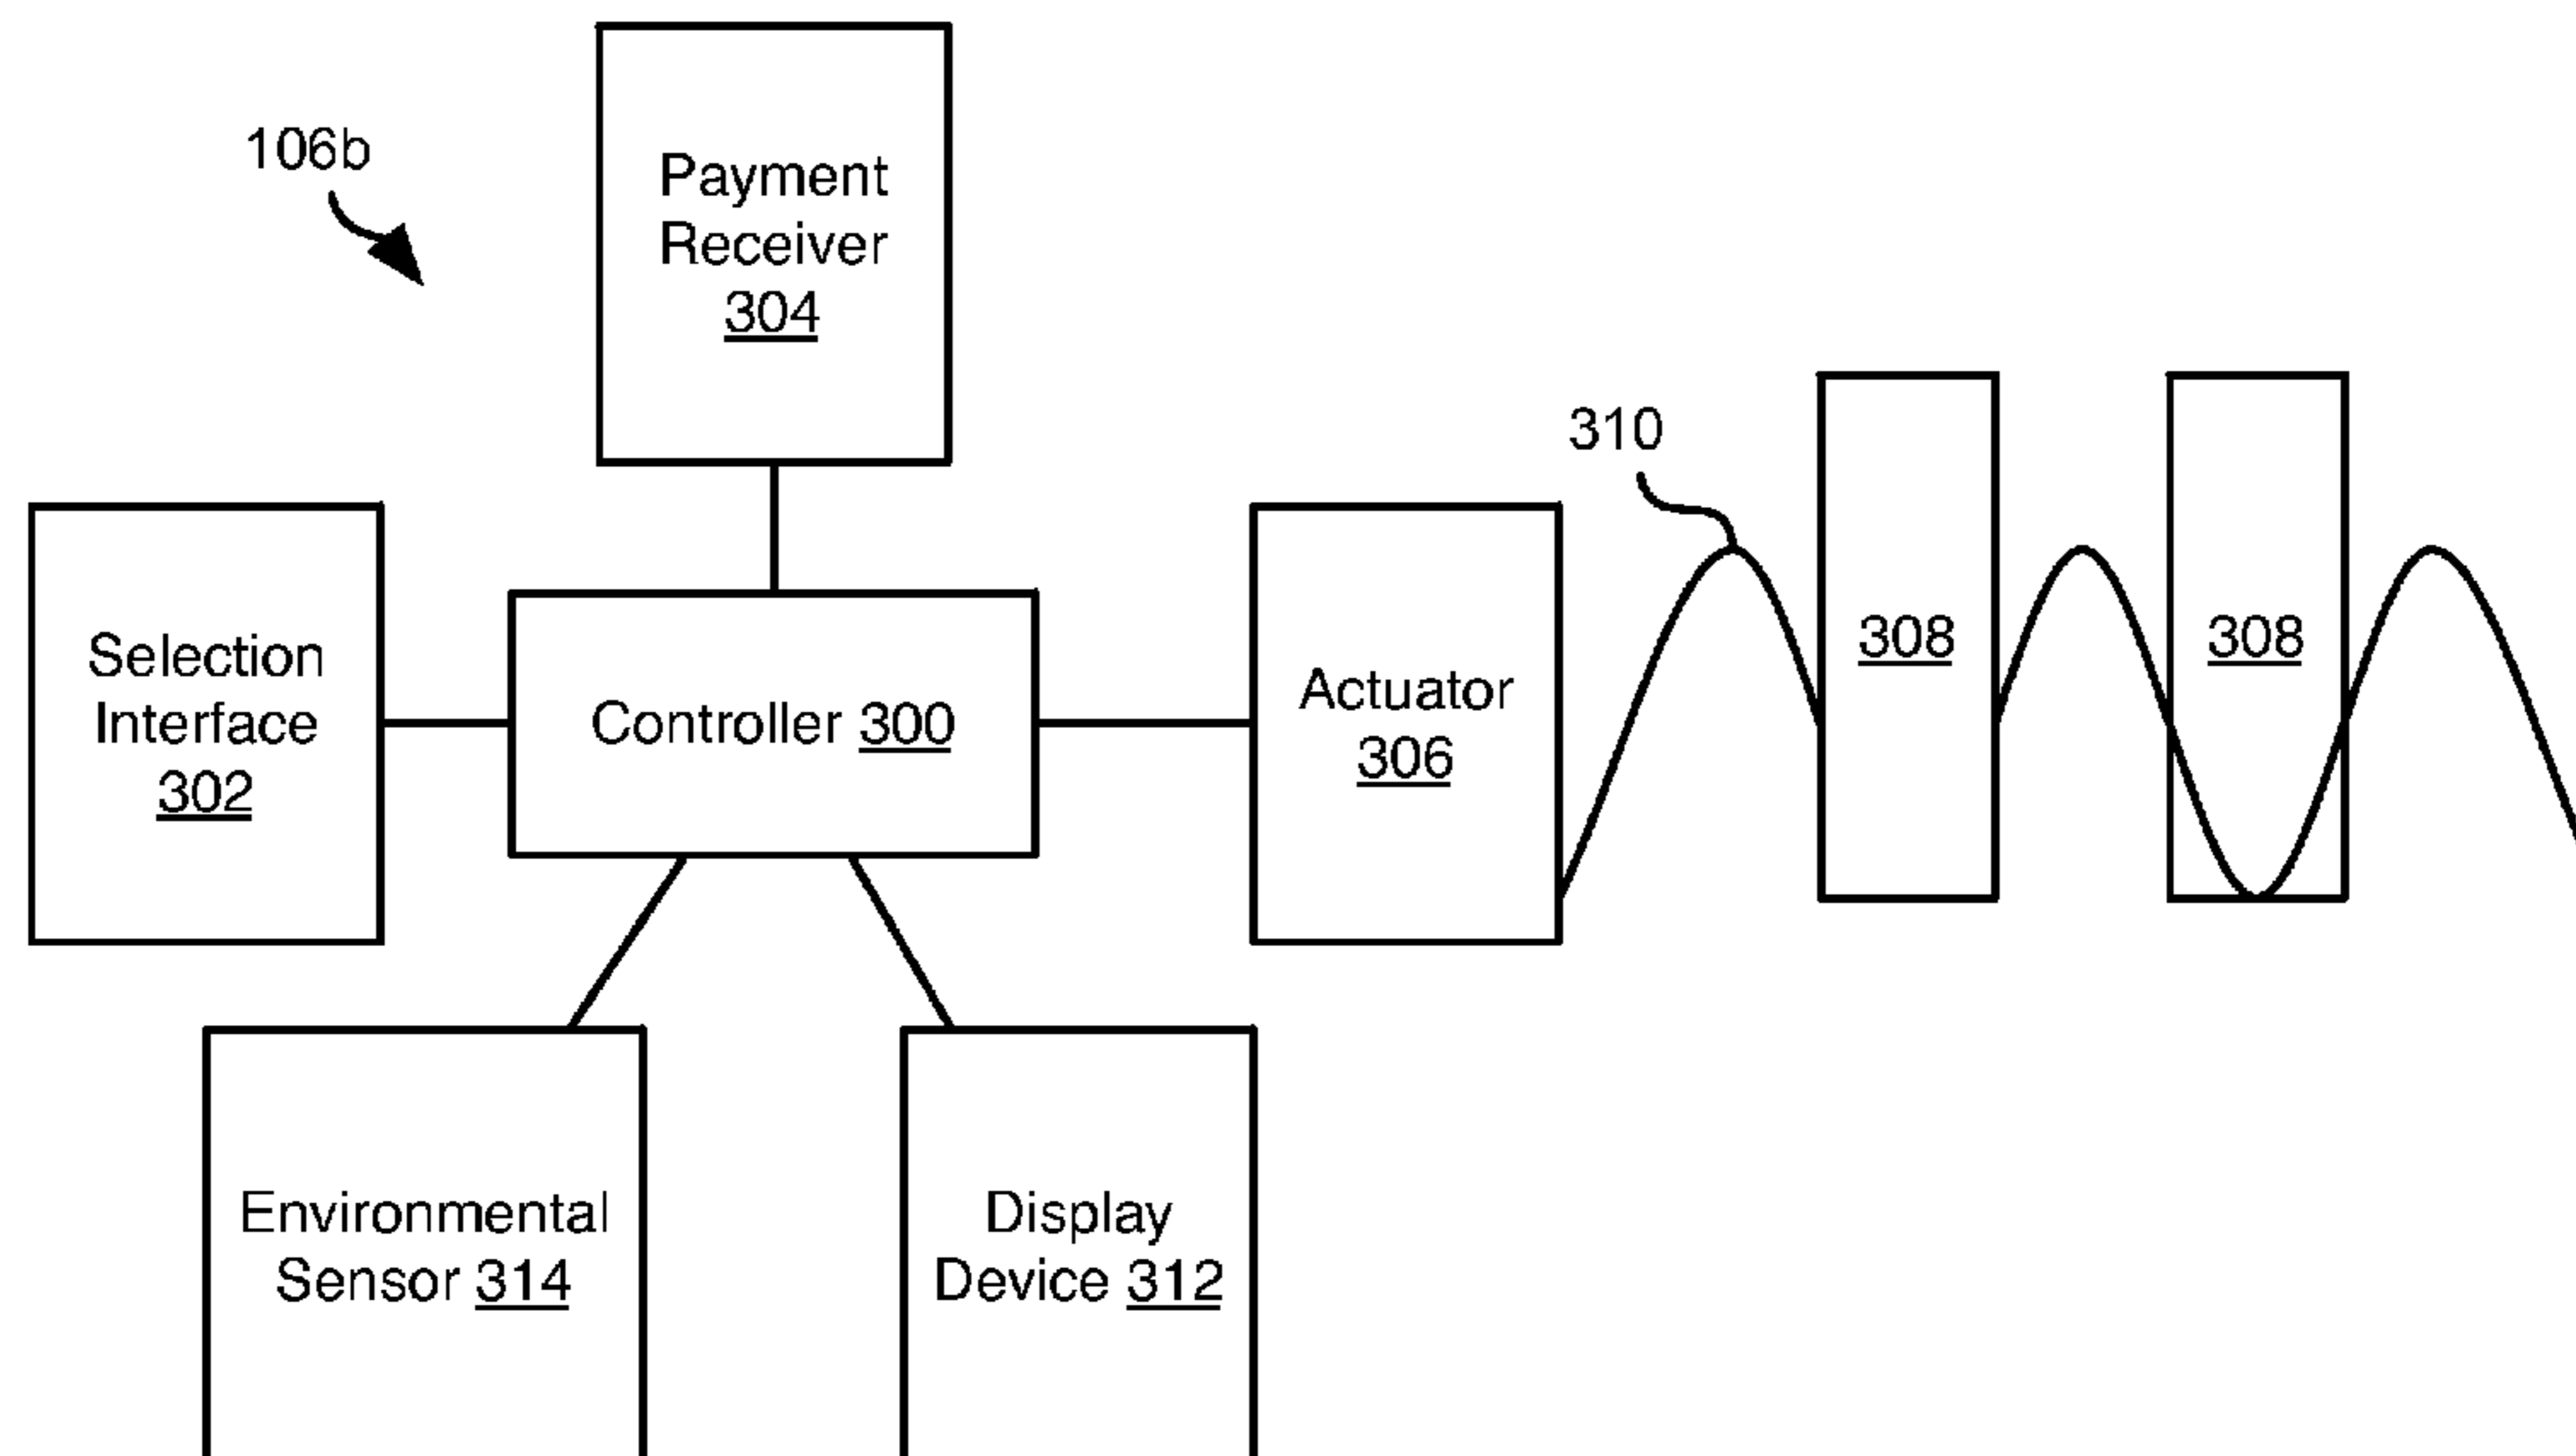 106b
Payment
Receiver
304
310
308
308
Selection
Interface
302
Controller 300
Actuator
306
Environmental
Sensor 314
Display
Device 312